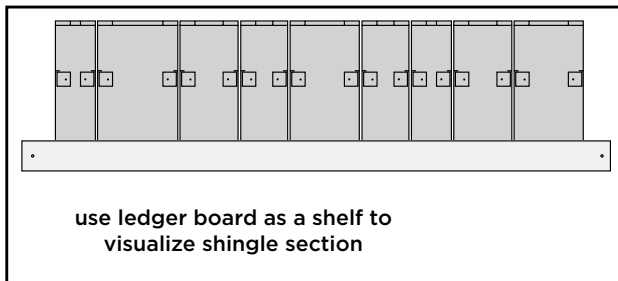 use ledger board as a shelf to
visualize shingle section